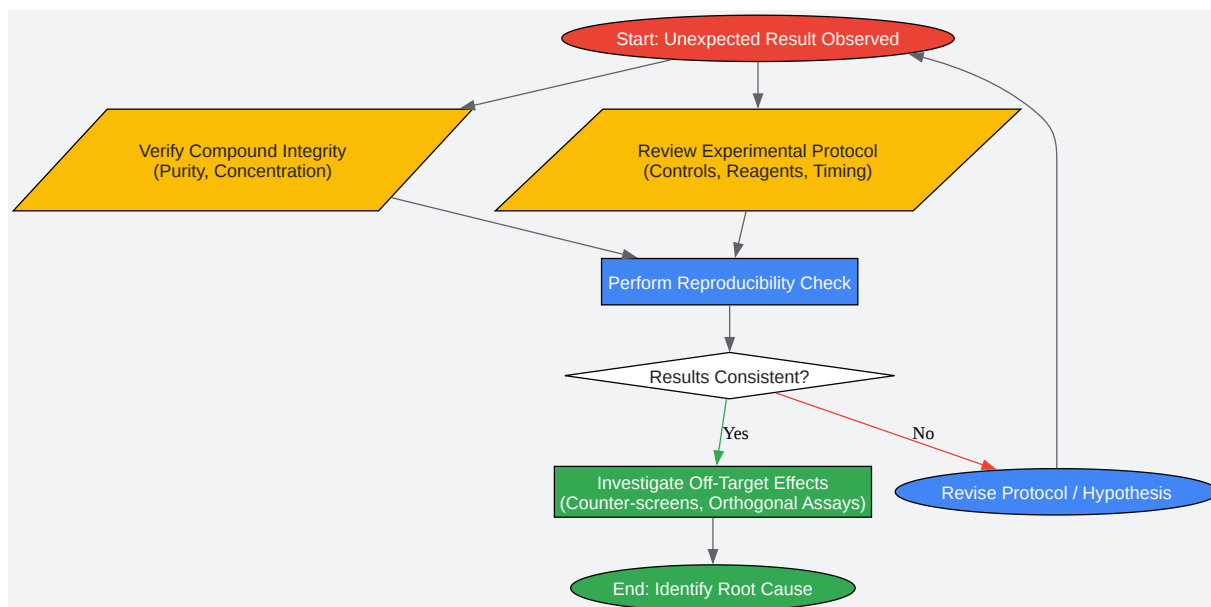 Start: Unexpected Result Observed
Verify Compound Integrity
(Purity, Concentration)
Review Experimental Protocol
(Controls, Reagents, Timing)
Perform Reproducibility Check
Results Consistent?
Yes
No
Investigate Off-Target Effects
(Counter-screens, Orthogonal Assays)
Revise Protocol / Hypothesis
End: Identify Root Cause